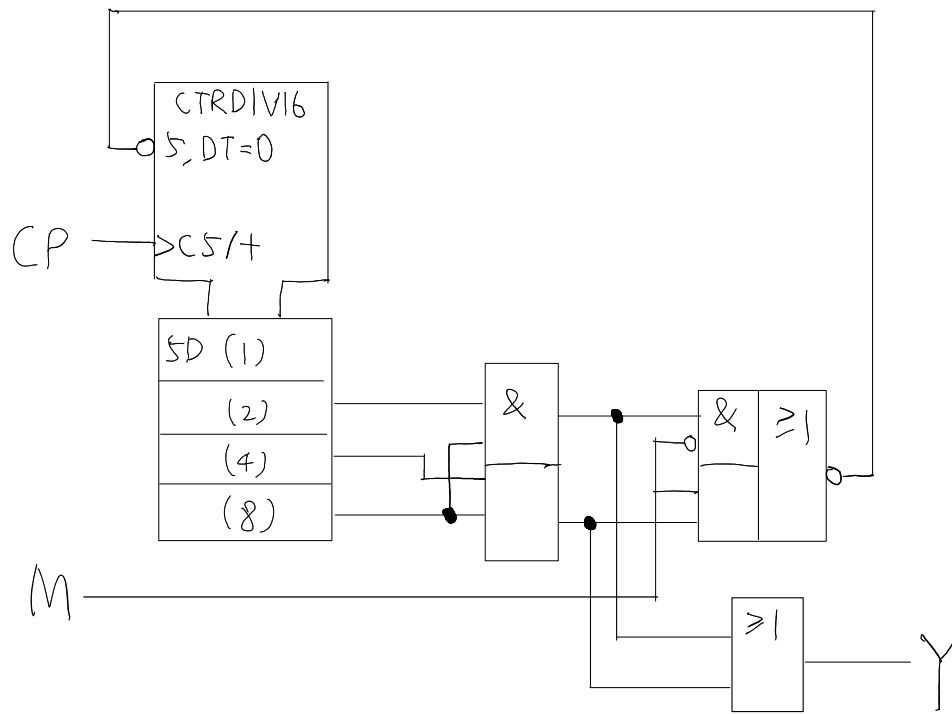 CTRDIV16
5,DT=0
CP
C5/+
5D (1)
(2)
(4)
(8)
&
&
≥1
M
≥1
Y